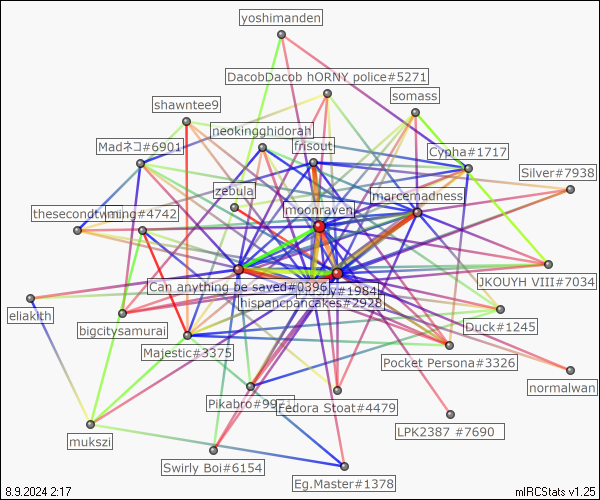 yoshimanden
DacobDacob hORNY police#5271
somass
shawntee9
neokingghidorah
frisout
Madネコ#6901
Cypha#1717
Silver#7938
zebula
marcemadness
moonraven
thesecondtwin
ming#4742
JKOUYH VIII#7034
Can anything be saved#0396
y#1984
hispanicpancakes#2928
eliakith
bigcitysamurai
Duck#1245
Majestic#3375
Pocket Persona#3326
normalwan
Pikabro#99
Fedora Stoat#4479
LPK2387 #7690
mukszi
Swirly Boi#6154
Eg.Master#1378
8.9.2024 2:17
mIRCStats v1.25